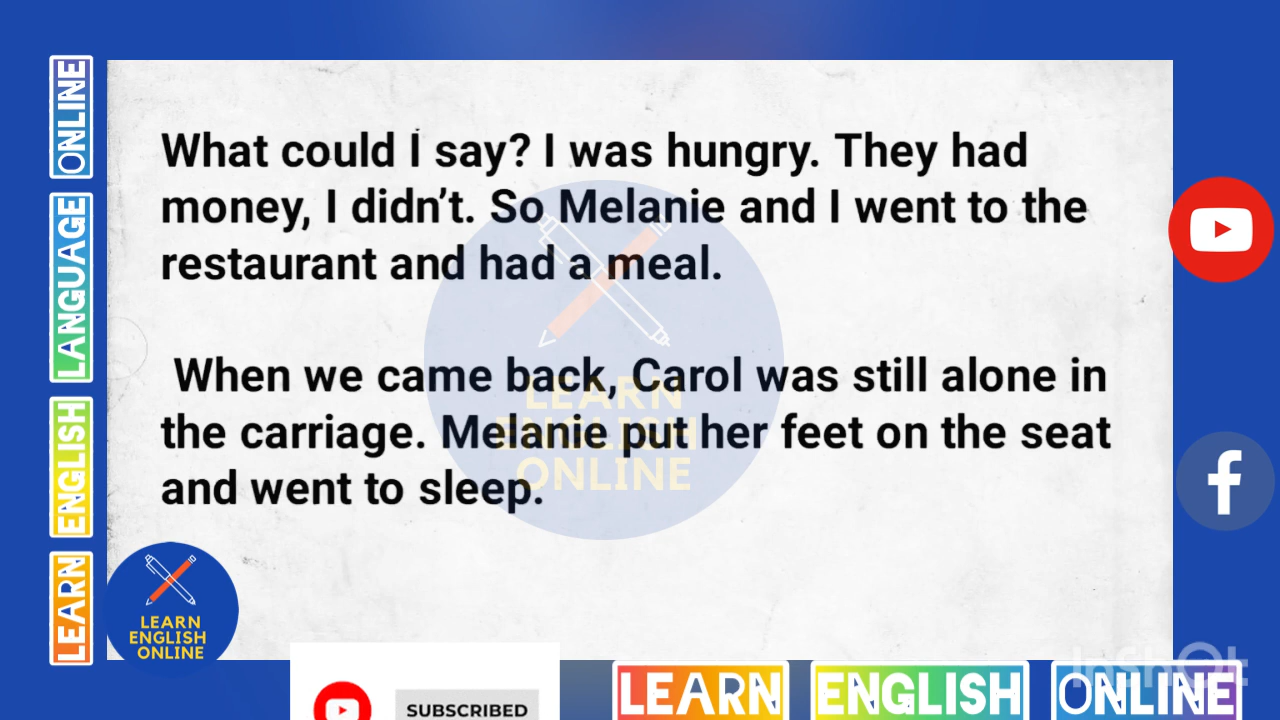 What could I say? I was hungry. They had
money, I didn't. So Melanie and I went to the
restaurant and had a meal.
When we came back, Carol was still alone in
the carriage. Melanie put her feet on the seat
and went to sleep.
LEARN
ENGLISH
ONLINE
LEARN ENGLISH LANGUAGE ONLINE
LEARN
ENGLISH
ONLINE
SUBSCRIBED
LEARN ENGLISH ONLINE
InShOt